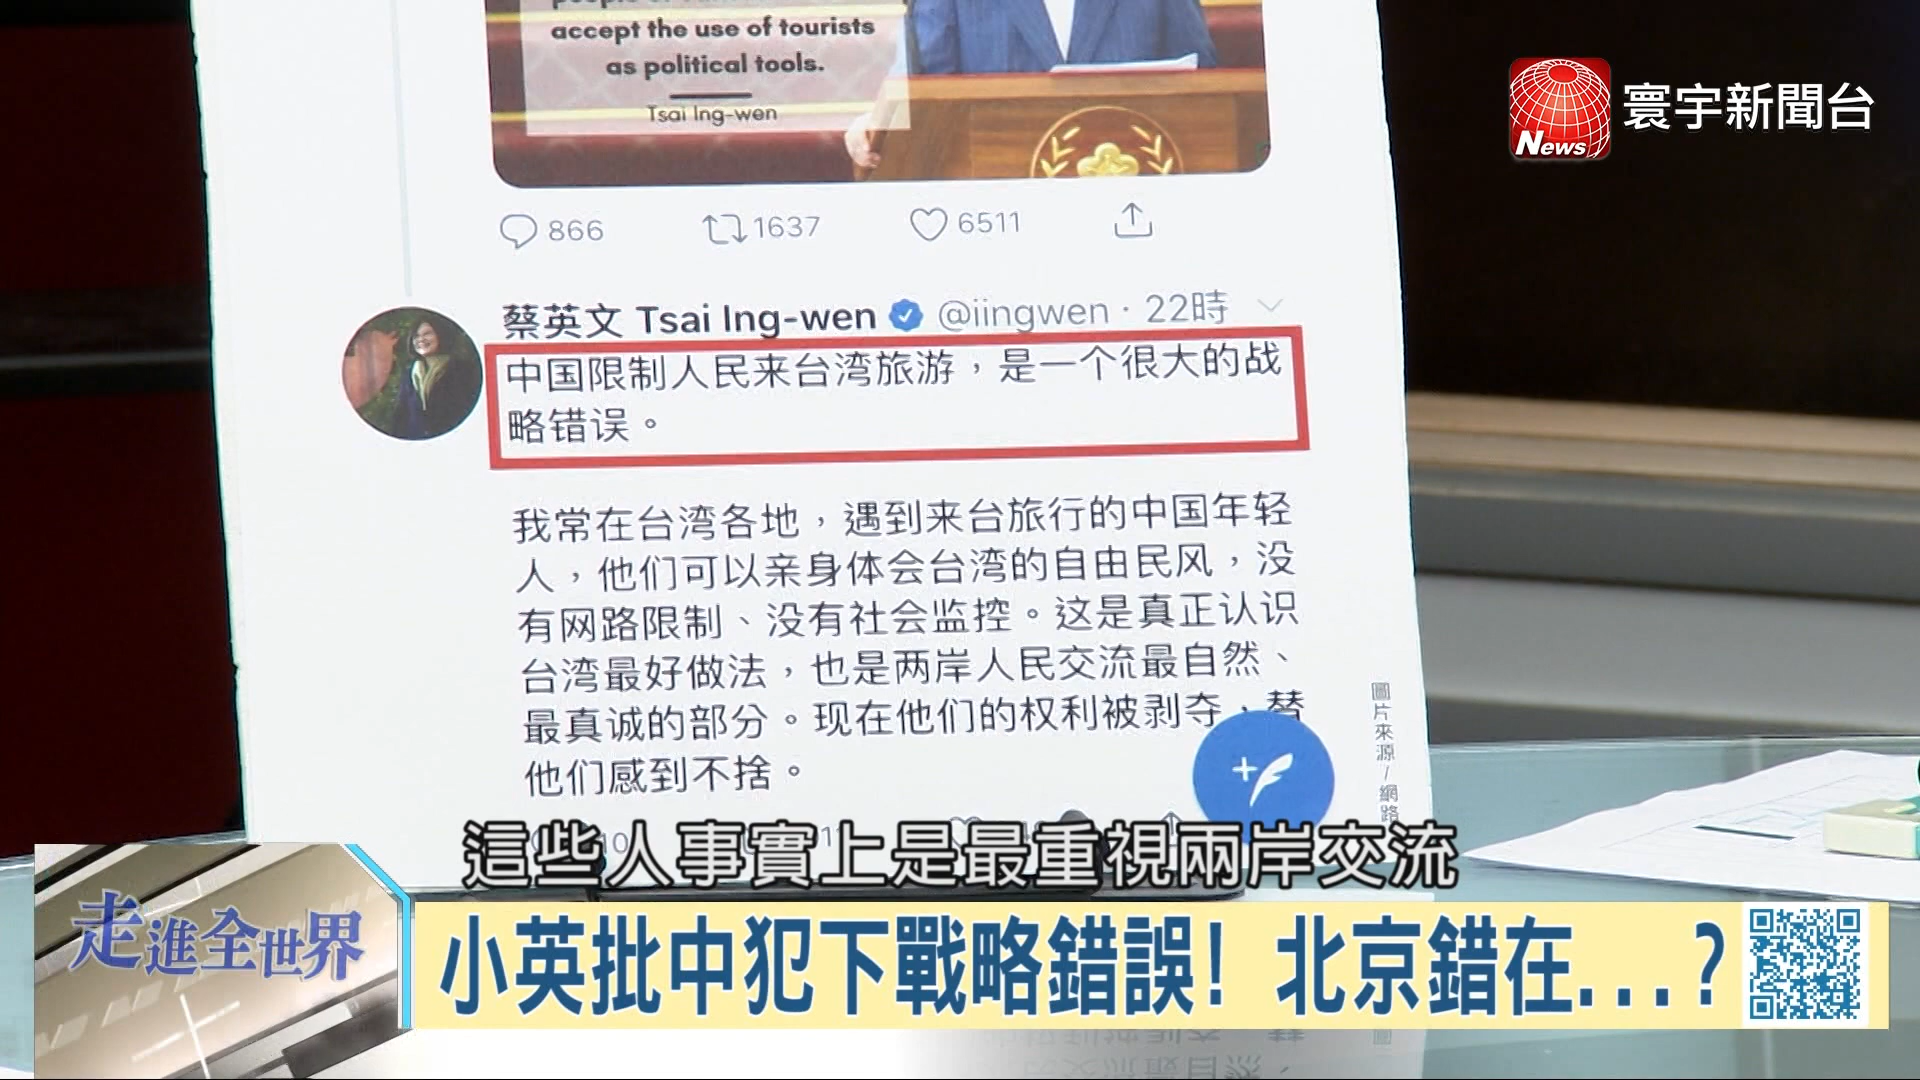 accept the use of tourists
as political tools.
Tsai Ing-wen
News
寰宇新聞台
866 1637 6511
蔡英文 Tsai Ing-wen @iingwen · 22時
中国限制人民来台湾旅游，是一个很大的战
略错误。
我常在台湾各地，遇到来台旅行的中国年轻
人，他们可以亲身体会台湾的自由民风，没
有网路限制、没有社会监控。这是真正认识
台湾最好做法，也是两岸人民交流最自然、
最真诚的部分。现在他们的权利被剥夺，替
他们感到不捨。
圖片來源/網路
這些人事實上是最重視兩岸交流
走進全世界
小英批中犯下戰略錯誤! 北京錯在...?